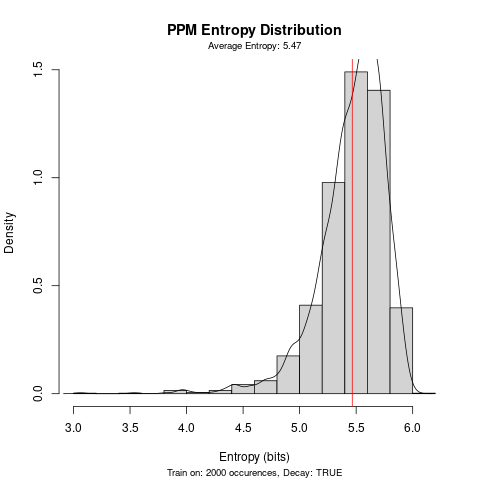 PPM Entropy Distribution
Average Entropy: 5.47
1.5
1.0
0.5
0.0
Density
3.0 3.5 4.0 4.5 5.0 5.5 6.0
Entropy (bits)
Train on: 2000 occurences, Decay: TRUE